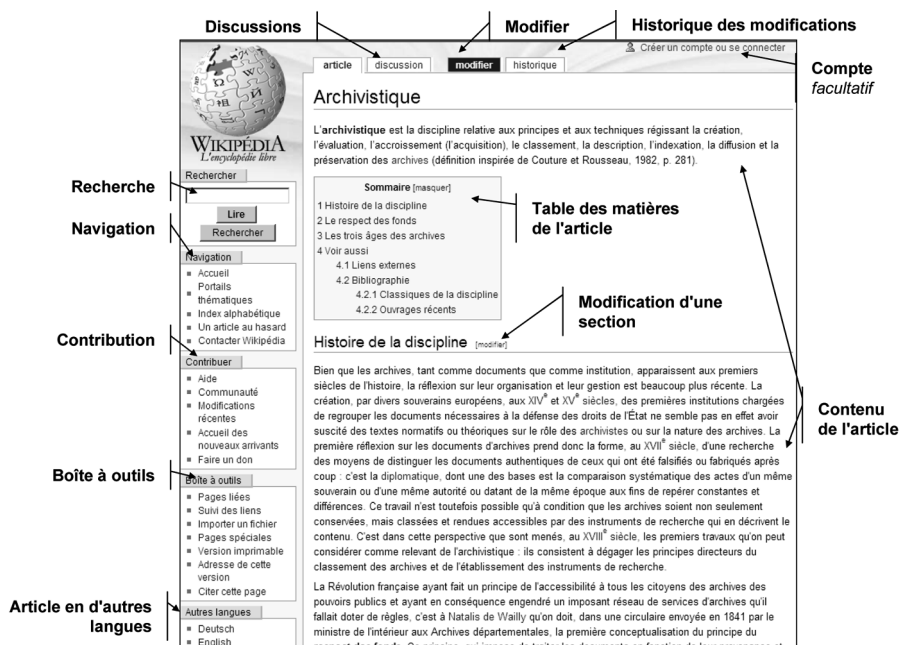 Discussions
Modifier
Historique des modifications
Créer un compte ou se connecter
article
discussion
modifier
historique
Compte
facultatif
Archivistique
L'archivistique est la discipline relative aux principes et aux techniques régissant la création,
l'évaluation, l'accroissement (l'acquisition), le classement, la description, l'indexation, la diffusion et la
préservation des archives (définition inspirée de Couture et Rousseau, 1982, p. 281).
WIKIPÉDIA
L'encyclopédie libre
Recherche
Rechercher
Lire
Rechercher
Sommaire [masquer]
1 Histoire de la discipline
2 Le respect des fonds
3 Les trois âges des archives
4 Voir aussi
4.1 Liens externes
4.2 Bibliographie
4.2.1 Classiques de la discipline
4.2.2 Ouvrages récents
Table des matières
de l'article
Navigation
Navigation
Accueil
Portails
thématiques
Index alphabétique
Un article au hasard
Contacter Wikipédia
Modification d'une
section
Contribution
Contribuer
Aide
Communauté
Modifications
récentes
Accueil des
nouveaux arrivants
Faire un don
Histoire de la discipline [modifier]
Bien que les archives, tant comme documents que comme institution, apparaissent aux premiers
siècles de l'histoire, la réflexion sur leur organisation et leur gestion est beaucoup plus récente. La
création, par divers souverains européens, aux XIVe et XVe siècles, des premières institutions chargées
de regrouper les documents nécessaires à la défense des droits de l'État ne semble pas en effet avoir
suscité des textes normatifs ou théoriques sur le rôle des archivistes ou sur la nature des archives. La
première réflexion sur les documents d'archives prend donc la forme, au XVIIe siècle, d'une recherche
des moyens de distinguer les documents authentiques de ceux qui ont été falsifiés ou fabriqués après
coup : c'est la diplomatique, dont une des bases est la comparaison systématique des actes d'un même
souverain ou d'une même autorité ou datant de la même époque aux fins de repérer constantes et
différences. Ce travail n'est toutefois possible qu'à condition que les archives soient non seulement
conservées, mais classées et rendues accessibles par des instruments de recherche qui en décrivent le
contenu. C'est dans cette perspective que sont menés, au XVIIIe siècle, les premiers travaux qu'on peut
considérer comme relevant de l'archivistique : ils consistent à dégager les principes directeurs du
classement des archives et de l'établissement des instruments de recherche.
La Révolution française ayant fait un principe de l'accessibilité à tous les citoyens des archives des
pouvoirs publics et ayant en conséquence engendré un imposant réseau de services d'archives qu'il
fallait doter de règles, c'est à Natalis de Wailly qu'on doit, dans une circulaire envoyée en 1841 par le
ministre de l'intérieur aux Archives départementales, la première conceptualisation du principe du
Contenu
de l'article
Boîte à outils
Boîte à outils
Pages liées
Suivi des liens
Importer un fichier
Pages spéciales
Version imprimable
Adresse de cette
version
Citer cette page
Article en d'autres
langues
Autres langues
Deutsch
English